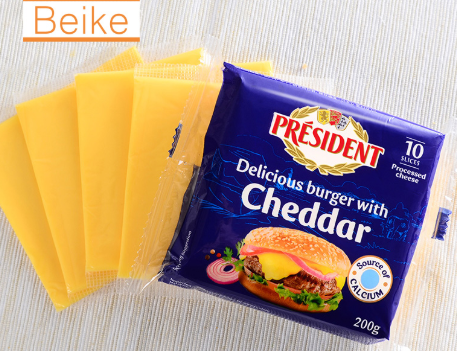 Beike
PRÉSIDENT
10
SLICES
Processed
cheese
Delicious burger with
Cheddar
Source of
CALCIUM
200g